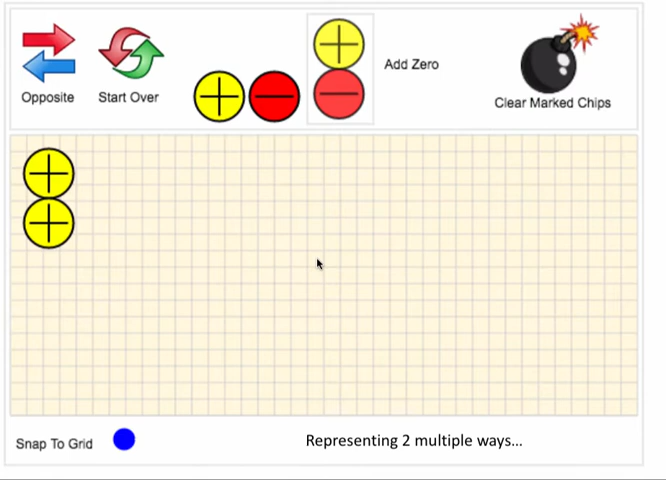 Add Zero
Opposite
Start Over
Clear Marked Chips
Snap To Grid
Representing 2 multiple ways...